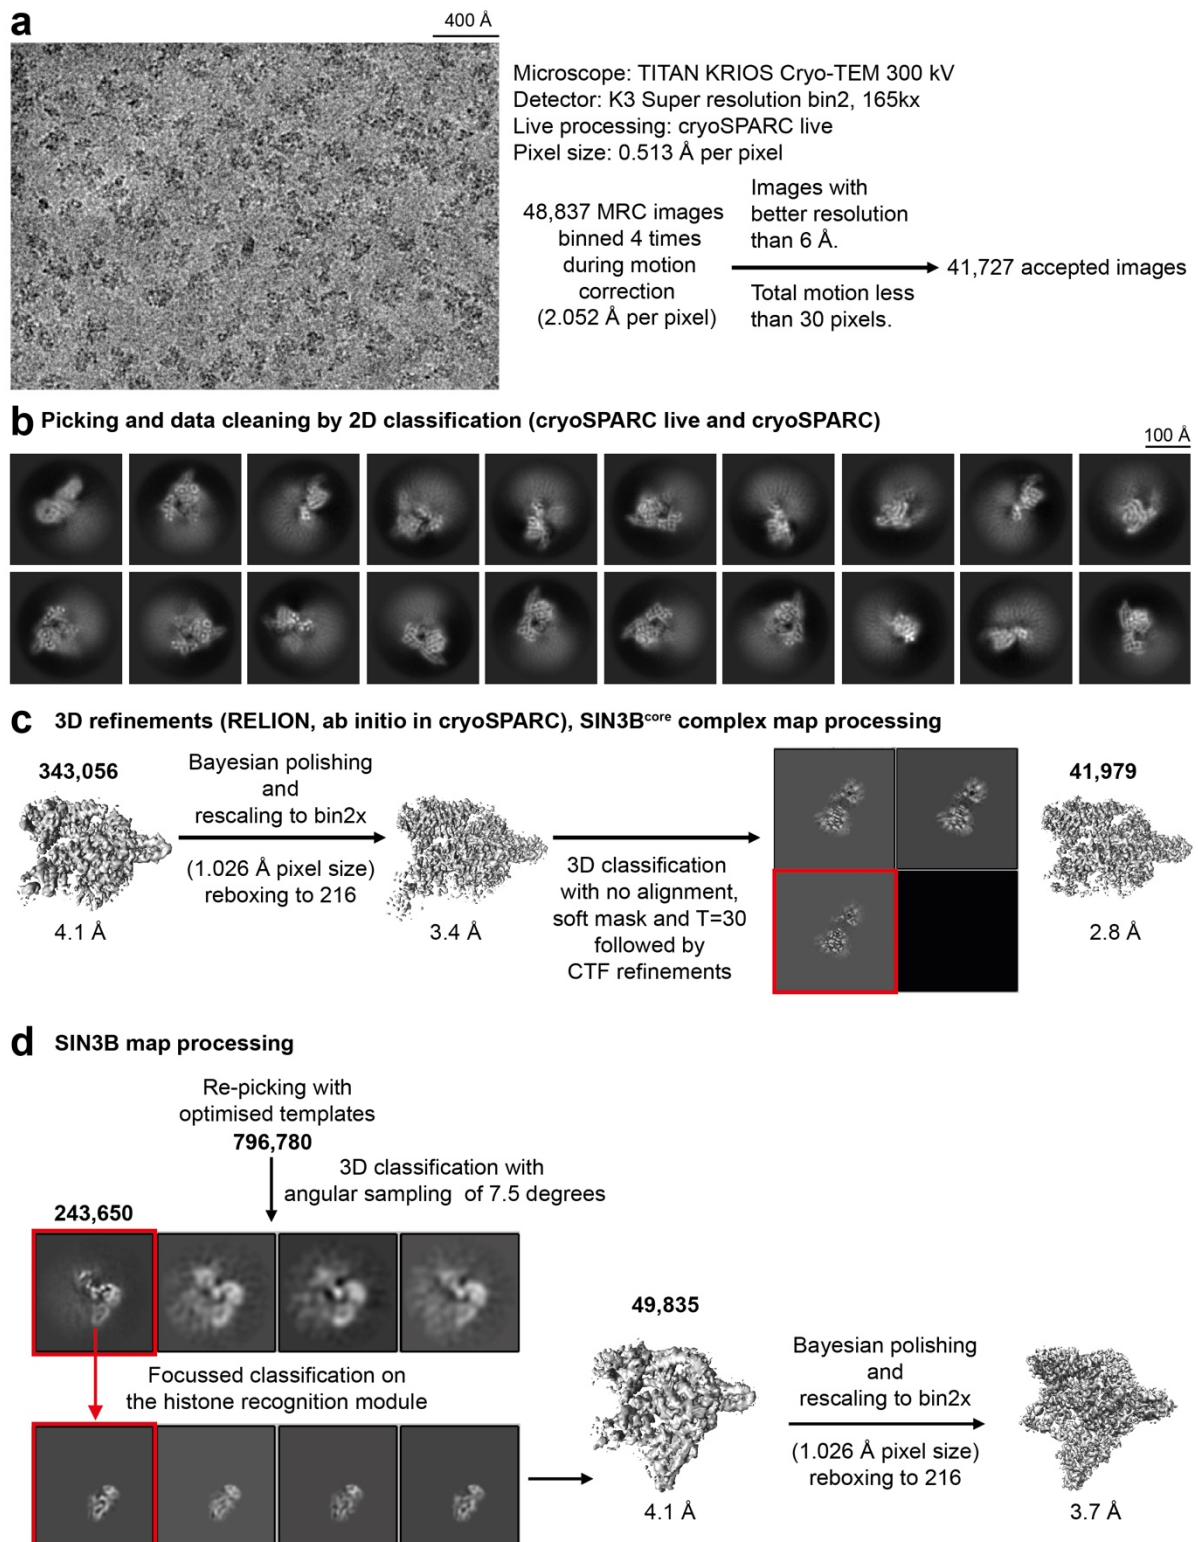 a
400 Å
Microscope: TITAN KRIOS Cryo-TEM 300 kV
Detector: K3 Super resolution bin2, 165kx
Live processing: cryoSPARC live
Pixel size: 0.513 Å per pixel
48,837 MRC images
binned 4 times
during motion
correction
(2.052 Å per pixel)
Images with
better resolution
than 6 Å.
Total motion less
than 30 pixels.
41,727 accepted images
b Picking and data cleaning by 2D classification (cryoSPARC live and cryoSPARC)
100 Å
c 3D refinements (RELION, ab initio in cryoSPARC), SIN3Bcore complex map processing
343,056
4.1 Å
Bayesian polishing
and
rescaling to bin2x
(1.026 Å pixel size)
reboxing to 216
3.4 Å
3D classification
with no alignment,
soft mask and T=30
followed by
CTF refinements
41,979
2.8 Å
d SIN3B map processing
Re-picking with
optimised templates
796,780
3D classification with
angular sampling of 7.5 degrees
243,650
Focussed classification on
the histone recognition module
49,835
4.1 Å
Bayesian polishing
and
rescaling to bin2x
(1.026 Å pixel size)
reboxing to 216
3.7 Å